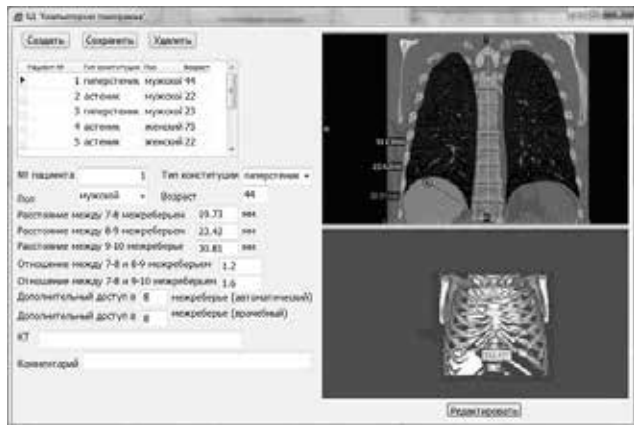 БД "Компьютерная панорама"
Создать Сохранить Удалить
Пациент № Тип конституции Пол Возраст
1 гиперстеник мужской 44
2 астеник мужской 22
3 гиперстеник мужской 23
4 астеник женский 73
5 астеник женский 22
№ пациента 1 Тип конституции гиперстеник
Пол мужской Возраст 44
Расстояние между 7-8 межреберьем 19.73 мм
Расстояние между 8-9 межреберьем 23.42 мм
Расстояние между 9-10 межреберье 30.81 мм
Отношение между 7-8 и 8-9 межреберьем 1.2
Отношение между 7-8 и 9-10 межреберьем 1.6
Дополнительный доступ в 8 межреберье (автоматический)
Дополнительный доступ в 8 межреберье (врачебный)
КТ
Комментарий
Редактировать